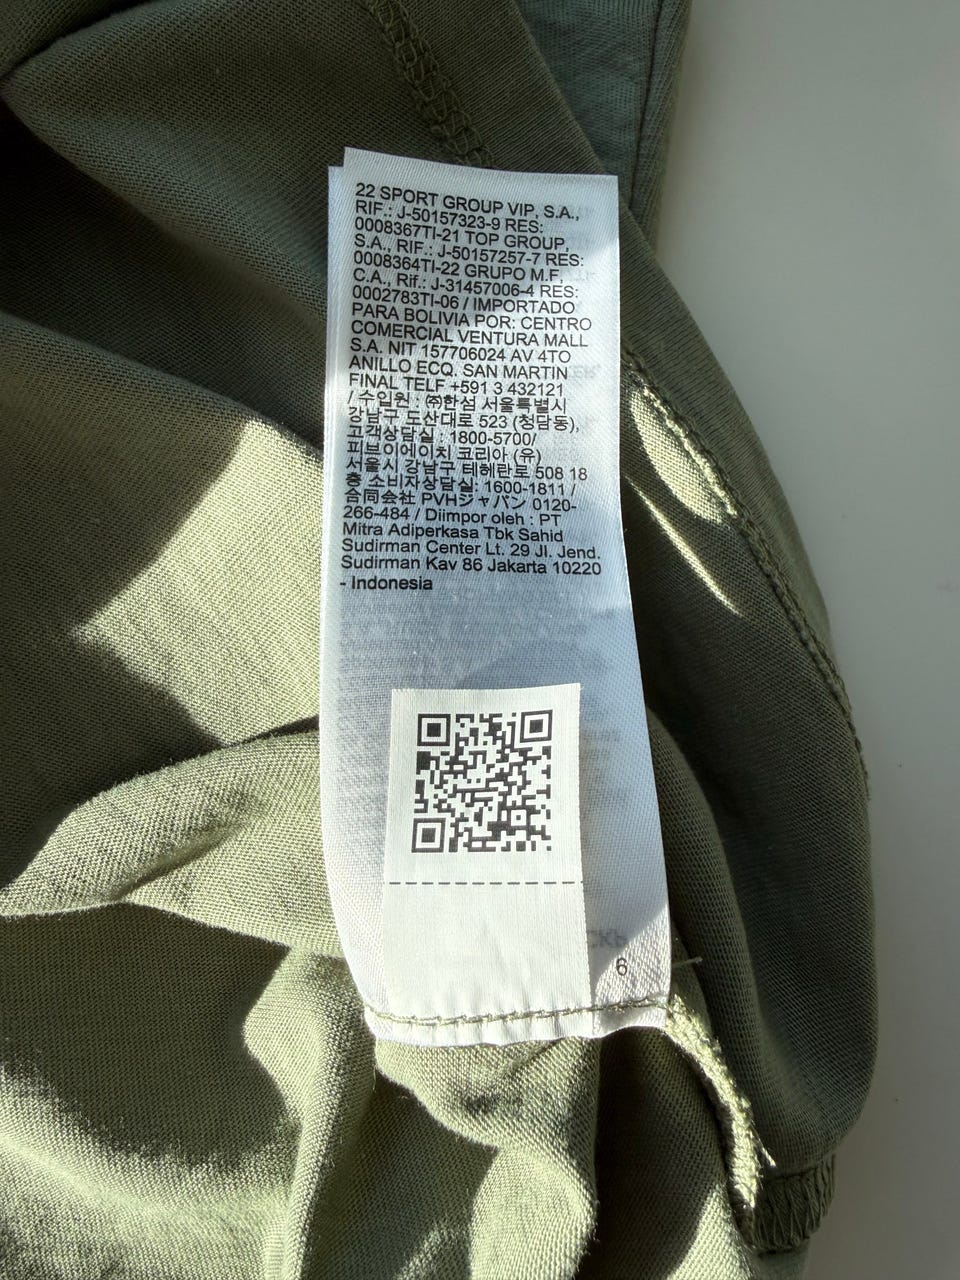 22 SPORT GROUP VIP, S.A.,
RIF.: J-50157323-9 RES:
0008367TI-21 TOP GROUP,
S.A., RIF.: J-50157257-7 RES:
0008364TI-22 GRUPO M.F,
C.A., Rif.: J-31457006-4 RES:
0002783TI-06 / IMPORTADO
PARA BOLIVIA POR: CENTRO
COMERCIAL VENTURA MALL
S.A. NIT 157706024 AV 4TO
ANILLO ECQ. SAN MARTIN
FINAL TELF +591 3 432121
/ 수입원 : ㈜한섬 서울특별시
강남구 도산대로 523 (청담동),
고객상담실 : 1800-5700/
피브이에이치 코리아 (유)
서울시 강남구 테헤란로 508 18
층 소비자상담실: 1600-1811 /
合同会社 PVHジャパン 0120-
266-484 / Diimpor oleh : PT
Mitra Adiperkasa Tbk Sahid
Sudirman Center Lt. 29 Jl. Jend.
Sudirman Kav 86 Jakarta 10220
- Indonesia
6